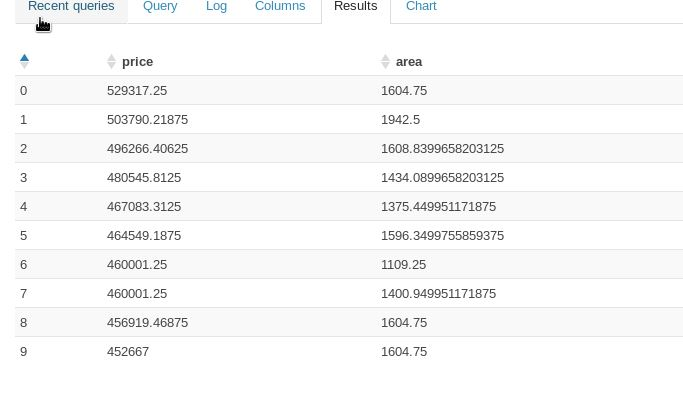 Recent queries Query Log Columns Results Chart
price area
0 529317.25 1604.75
1 503790.21875 1942.5
2 496266.40625 1608.8399658203125
3 480545.8125 1434.0899658203125
4 467083.3125 1375.449951171875
5 464549.1875 1596.3499755859375
6 460001.25 1109.25
7 460001.25 1400.949951171875
8 456919.46875 1604.75
9 452667 1604.75